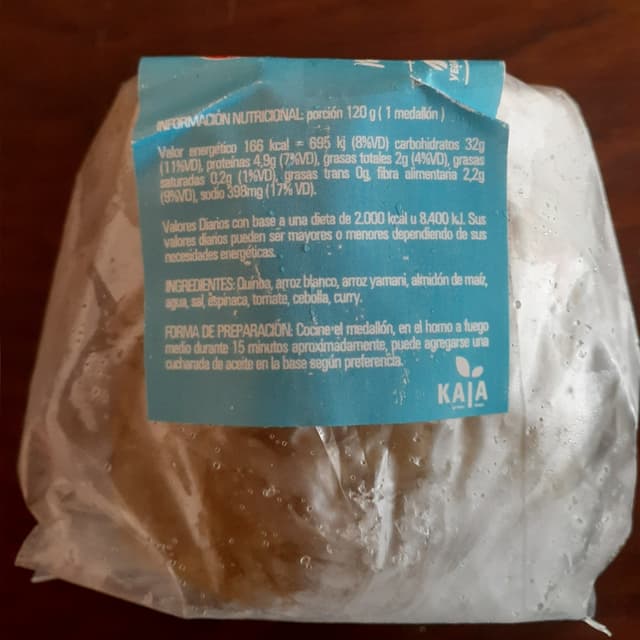 INFORMACIÓN NUTRICIONAL: porción 120 g ( 1 medallón )
Valor energético 166 kcal = 695 kj (8%VD) carbohidratos 32g
(11%VD), proteínas 4,9g (7%VD), grasas totales 2g (4%VD), grasas
saturadas 0,2g (1%VD), grasas trans 0g, fibra alimentaria 2,2g
(9%VD), sodio 398mg (17% VD).
Valores Diarios con base a una dieta de 2.000 kcal u 8.400 kJ. Sus
valores diarios pueden ser mayores o menores dependiendo de sus
necesidades energéticas.
INGREDIENTES: Quinoa, arroz blanco, arroz yamani, almidón de maíz,
agua, sal, espinaca, tomate, cebolla, curry.
FORMA DE PREPARACIÓN: Cocine el medallón, en el horno a fuego
medio durante 15 minutos aproximadamente, puede agregarse una
cucharada de aceite en la base según preferencia.
KAIA